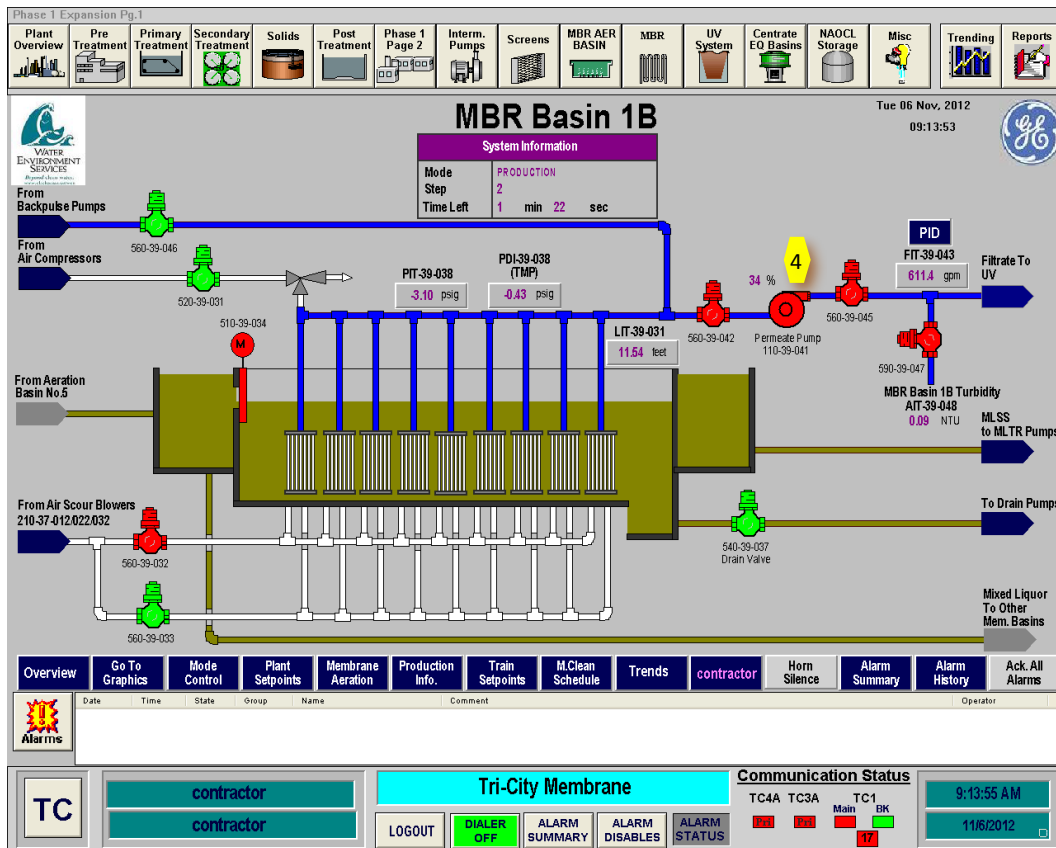 Phase 1 Expansion Pg.1
Plant
Overview
Pre
Treatment
Primary
Treatment
Secondary
Treatment
Solids
Post
Treatment
Phase 1
Page 2
Interm.
Pumps
Screens
MBR AER
BASIN
MBR
UV
System
Centrate
EQ Basins
NAOCL
Storage
Misc
Trending
Reports
WATER
ENVIRONMENT
SERVICES
MBR Basin 1B
Tue 06 Nov, 2012
09:13:53
GE
System Information
Mode PRODUCTION
Step 2
Time Left 1 min 22 sec
From
Backpulse Pumps
560-39-046
From
Air Compressors
520-39-031
PIT-39-038
-3.10 psig
PDI-39-038
(TMP)
-0.43 psig
34 %
4
PID
FIT-39-043
611.4 gpm
Filtrate To
UV
510-39-034
M
LIT-39-031
11.54 feet
560-39-042
Permeate Pump
110-39-041
560-39-045
590-39-047
From Aeration
Basin No.5
MBR Basin 1B Turbidity
AIT-39-048
0.09 NTU
MLSS
to MLTR Pumps
From Air Scour Blowers
210-37-012/022/032
560-39-032
To Drain Pumps
540-39-037
Drain Valve
560-39-033
Mixed Liquor
To Other
Mem. Basins
Overview
Go To
Graphics
Mode
Control
Plant
Setpoints
Membrane
Aeration
Production
Info.
Train
Setpoints
M.Clean
Schedule
Trends
contractor
Horn
Silence
Alarm
Summary
Alarm
History
Ack. All
Alarms
Alarms
Date Time State Group Name Comment Operator
TC
contractor
contractor
Tri-City Membrane
LOGOUT
DIALER
OFF
ALARM
SUMMARY
ALARM
DISABLES
ALARM
STATUS
Communication Status
TC4A TC3A TC1
Main BK
Pri Pri
17
9:13:55 AM
11/6/2012